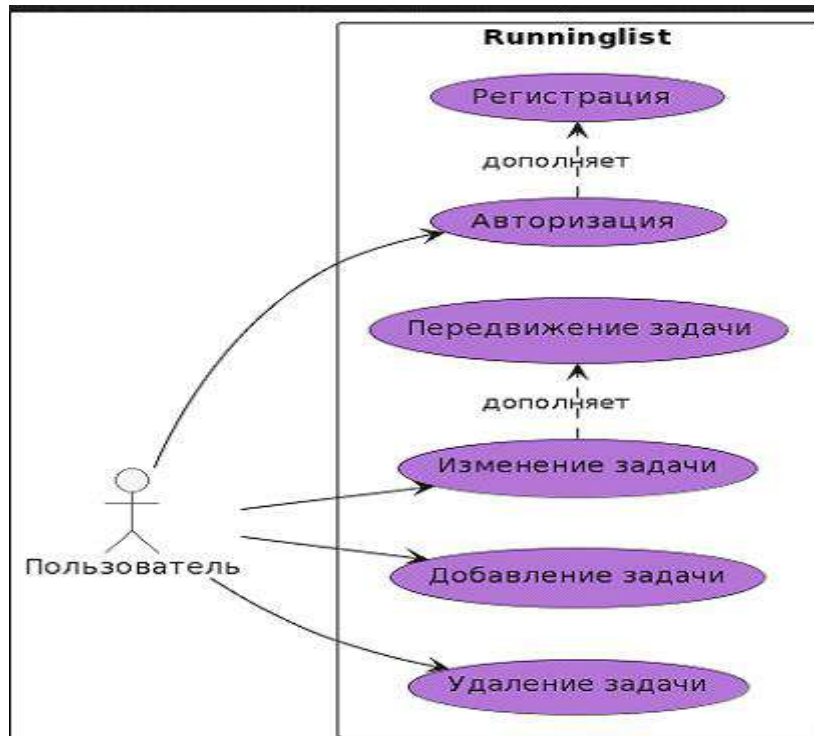 Runninglist
Регистрация
дополняет
Авторизация
Передвижение задачи
дополняет
Изменение задачи
Пользователь
Добавление задачи
Удаление задачи